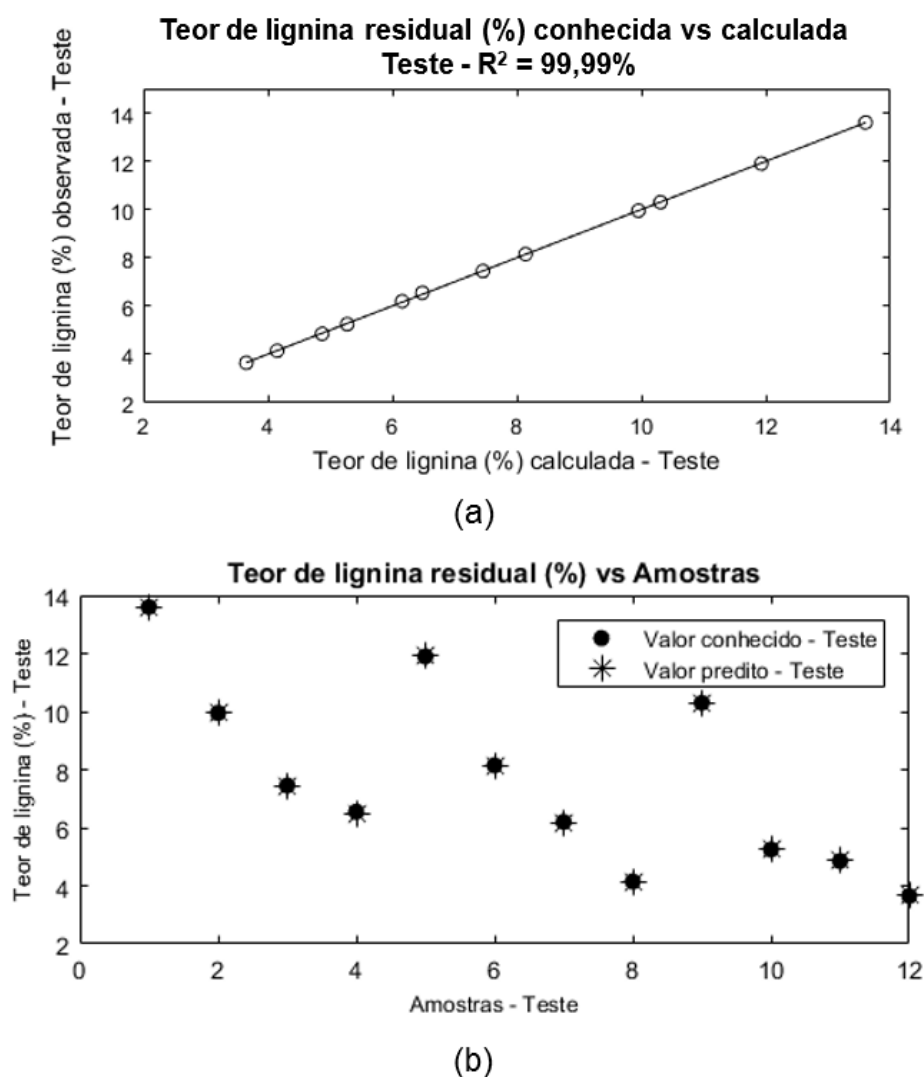 Teor de lignina residual (%) conhecida vs calculada
Teste - R² = 99,99%
Teor de lignina (%) observada - Teste
14
12
10
8
6
4
2
2
4
6
8
10
12
14
Teor de lignina (%) calculada - Teste
(a)
Teor de lignina residual (%) vs Amostras
Teor de lignina (%) - Teste
14
12
10
8
6
4
2
Valor conhecido - Teste
Valor predito - Teste
0
2
4
6
8
10
12
Amostras - Teste
(b)